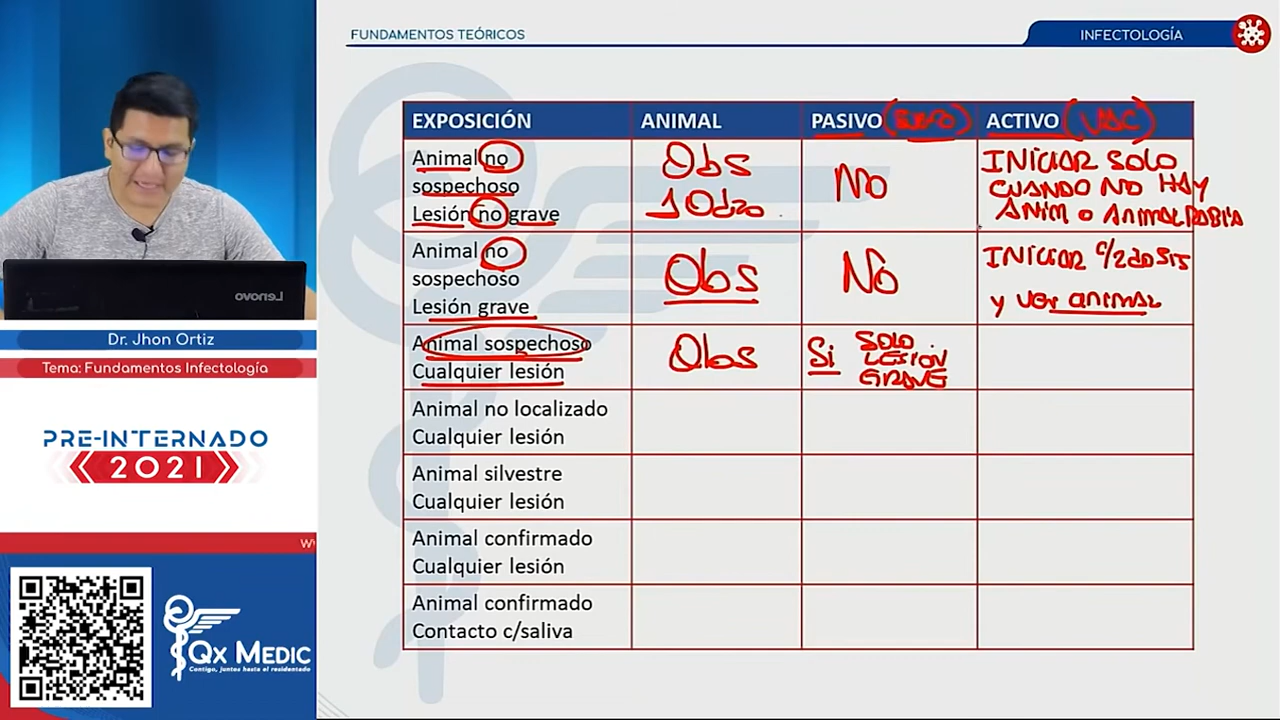 FUNDAMENTOS TEÓRICOS
INFECTOLOGÍA
EXPOSICIÓN
ANIMAL
PASIVO (SUERO)
ACTIVO (VAC)
Animal no
sospechoso
Lesión no grave
Obs
10 días
No
INICIAR SOLO
CUANDO NO HAY
ANIM O ANIMAL RABIA
Animal no
sospechoso
Lesión grave
Obs
No
INICIAR c/2 dosis
y ver animal
Animal sospechoso
Cualquier lesión
Obs
Si SOLO
LESION
GRAVE
Animal no localizado
Cualquier lesión
Animal silvestre
Cualquier lesión
Animal confirmado
Cualquier lesión
Animal confirmado
Contacto c/saliva
Lenovo
Dr. Jhon Ortiz
Tema: Fundamentos Infectología
PRE-INTERNADO
2021
W
QX MEDIC
Contigo, juntos hasta el residentado